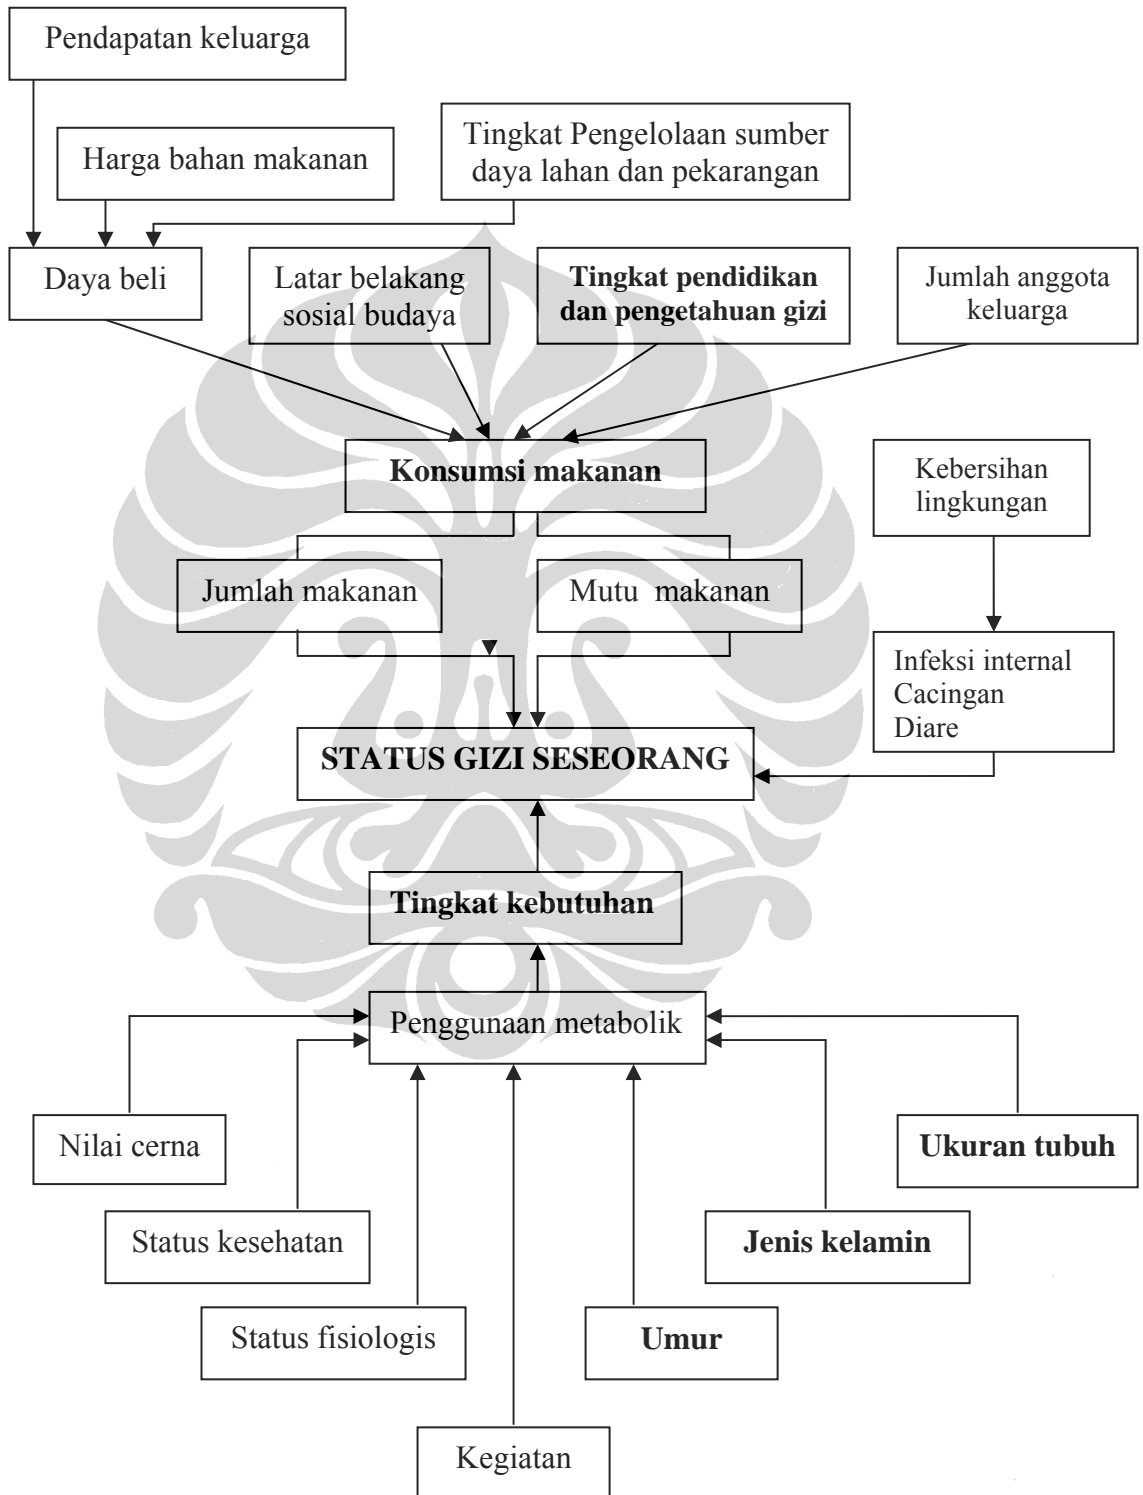 Pendapatan keluarga
Harga bahan makanan
Tingkat Pengelolaan sumber
daya lahan dan pekarangan
Daya beli
Latar belakang
sosial budaya
Tingkat pendidikan
dan pengetahuan gizi
Jumlah anggota
keluarga
Konsumsi makanan
Kebersihan
lingkungan
Jumlah makanan
Mutu makanan
Infeksi internal
Cacingan
Diare
STATUS GIZI SESEORANG
Tingkat kebutuhan
Penggunaan metabolik
Nilai cerna
Ukuran tubuh
Status kesehatan
Jenis kelamin
Status fisiologis
Umur
Kegiatan